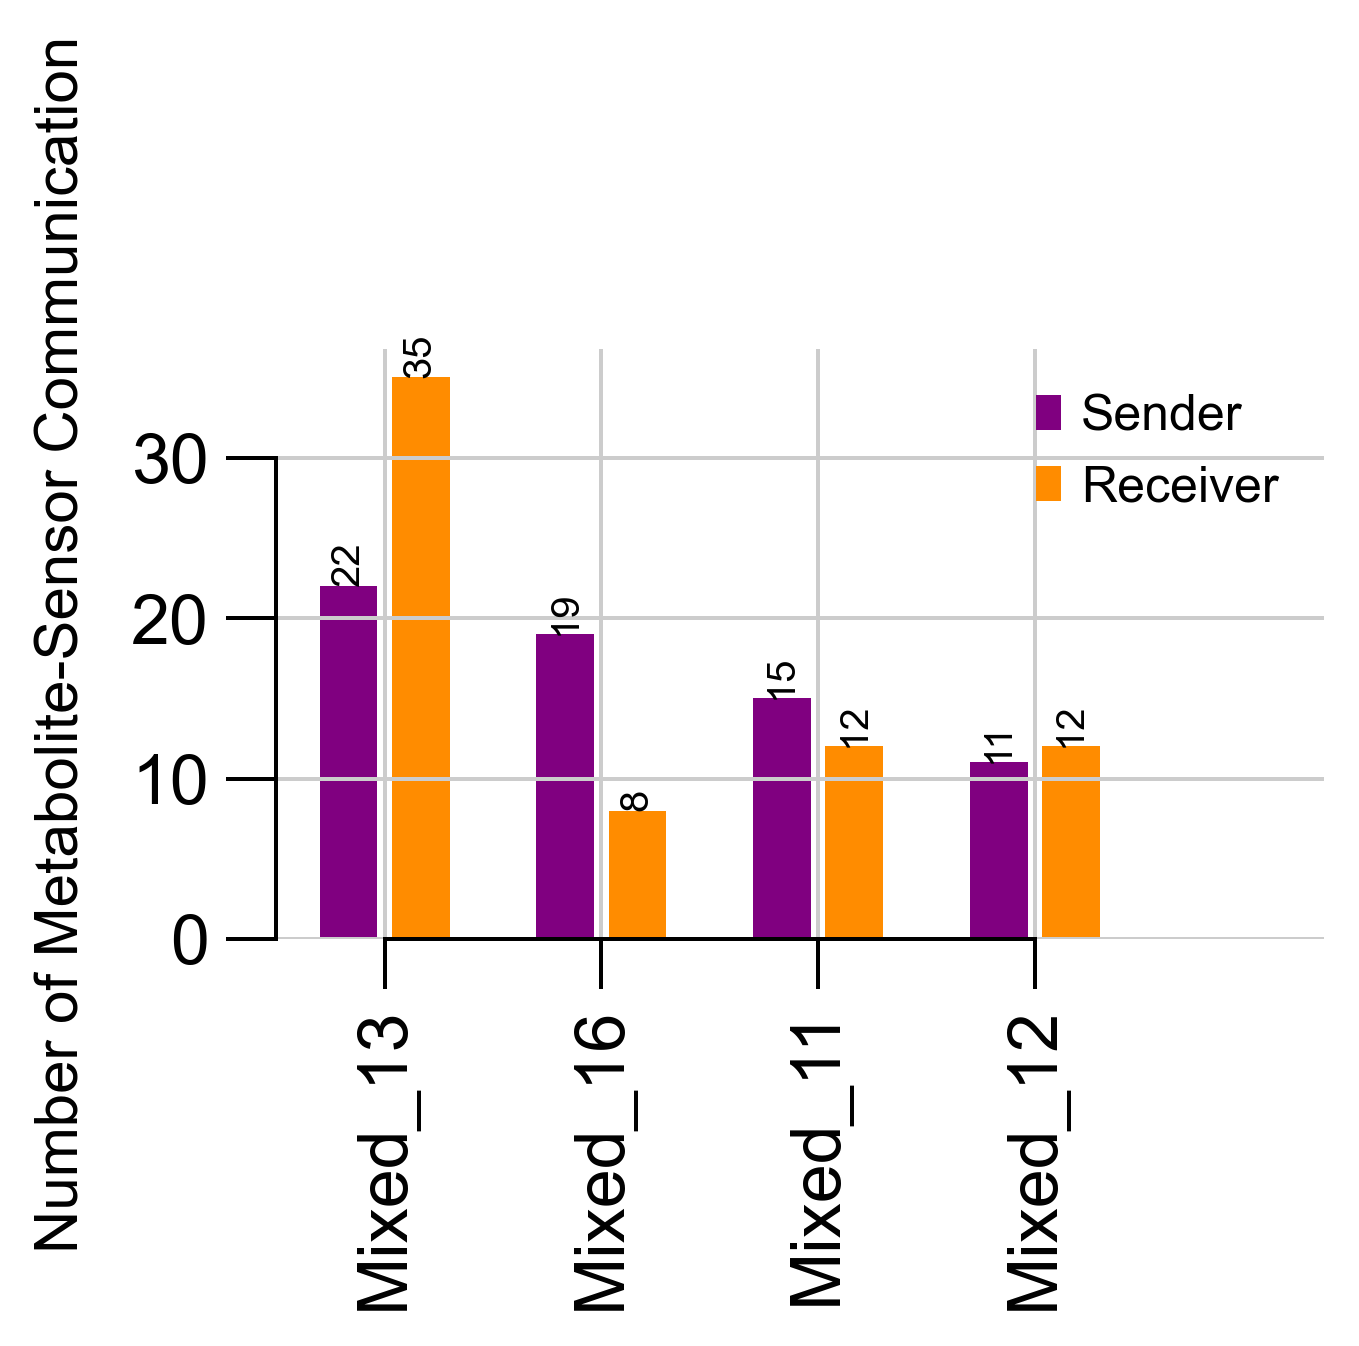 Number of Metabolite-Sensor Communication
30
20
10
0
22
35
19
8
15
12
11
12
Sender
Receiver
Mixed_13
Mixed_16
Mixed_11
Mixed_12